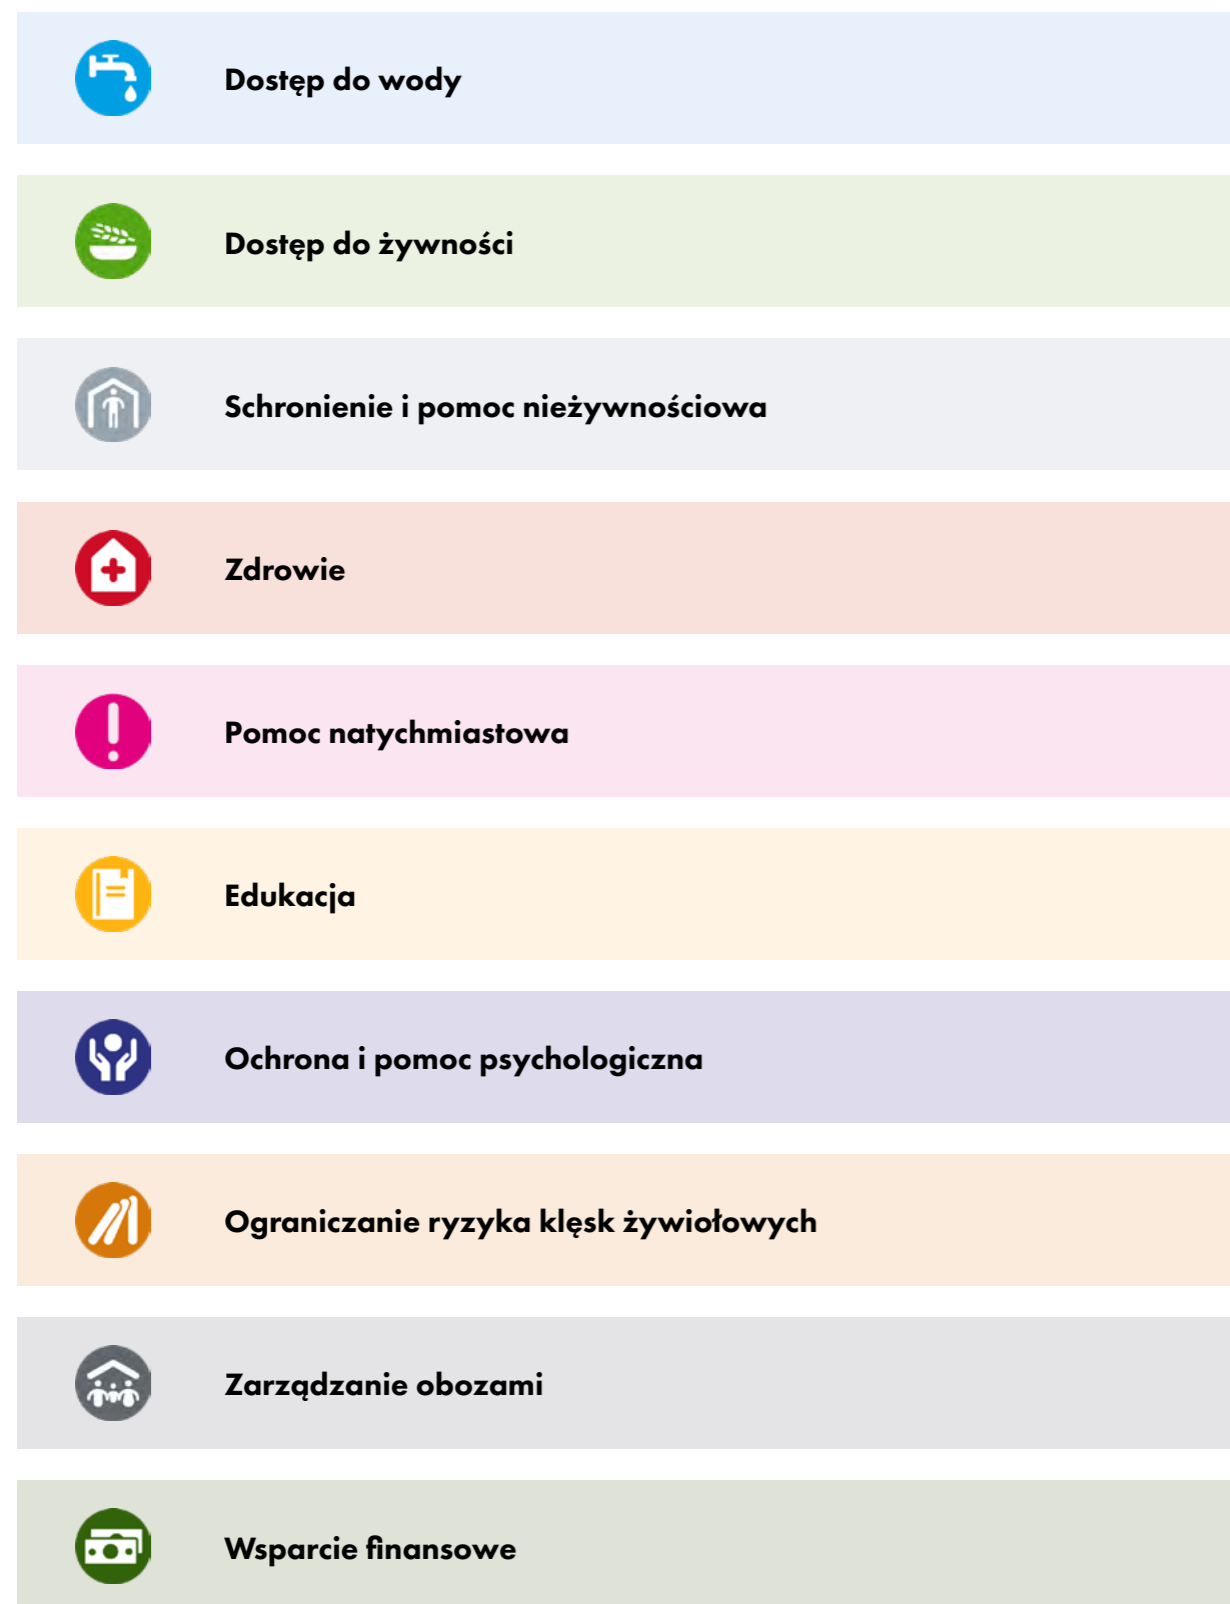 Dostęp do wody
Dostęp do żywności
Schronienie i pomoc nieżywnościowa
Zdrowie
Pomoc natychmiastowa
Edukacja
Ochrona i pomoc psychologiczna
Ograniczanie ryzyka klęsk żywiołowych
Zarządzanie obozami
Wsparcie finansowe